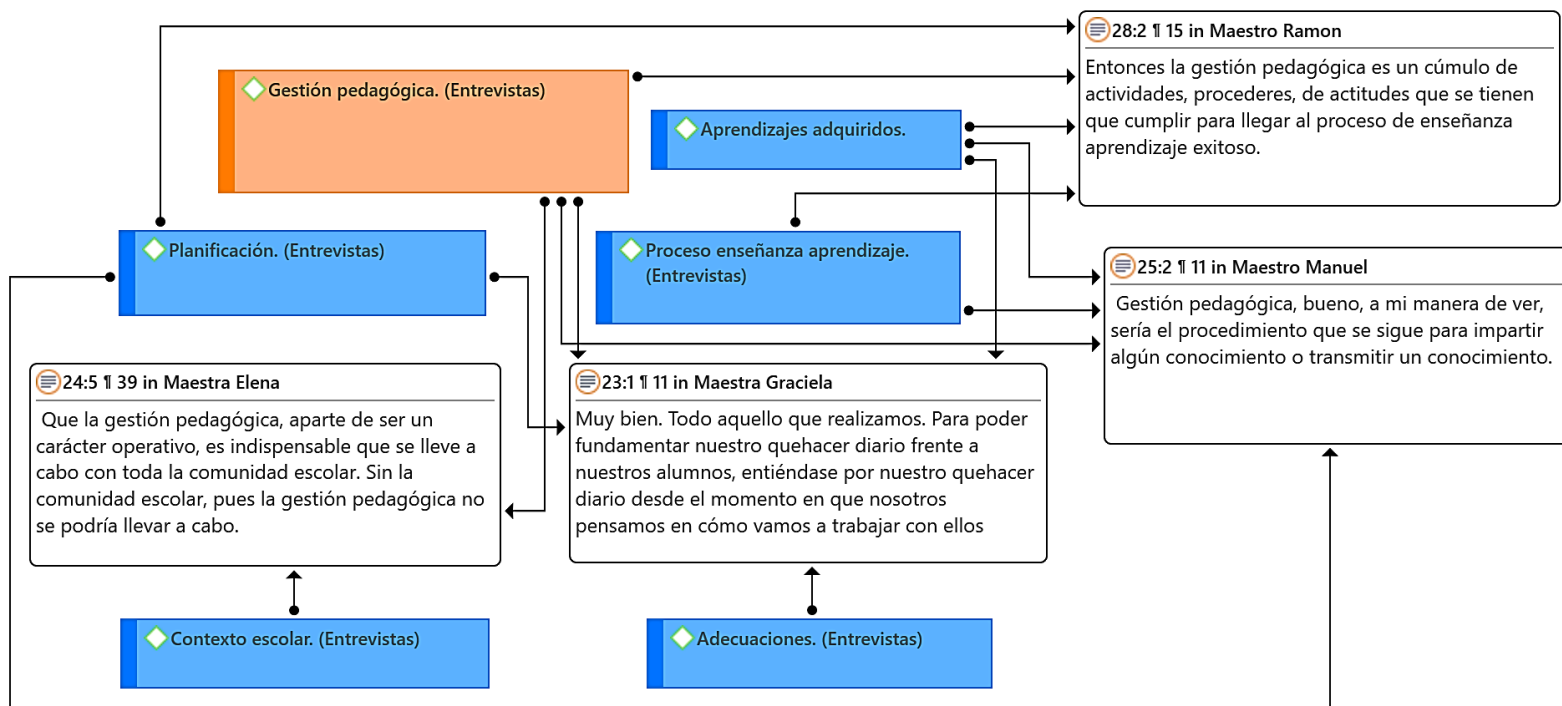 28:2 ¶ 15 in Maestro Ramon
Entonces la gestión pedagógica es un cúmulo de
actividades, procederes, de actitudes que se tienen
que cumplir para llegar al proceso de enseñanza
aprendizaje exitoso.
Gestión pedagógica. (Entrevistas)
Aprendizajes adquiridos.
Planificación. (Entrevistas)
Proceso enseñanza aprendizaje.
(Entrevistas)
25:2 ¶ 11 in Maestro Manuel
Gestión pedagógica, bueno, a mi manera de ver,
sería el procedimiento que se sigue para impartir
algún conocimiento o transmitir un conocimiento.
24:5 ¶ 39 in Maestra Elena
Que la gestión pedagógica, aparte de ser un
carácter operativo, es indispensable que se lleve a
cabo con toda la comunidad escolar. Sin la
comunidad escolar, pues la gestión pedagógica no
se podría llevar a cabo.
23:1 ¶ 11 in Maestra Graciela
Muy bien. Todo aquello que realizamos. Para poder
fundamentar nuestro quehacer diario frente a
nuestros alumnos, entiéndase por nuestro quehacer
diario desde el momento en que nosotros
pensamos en cómo vamos a trabajar con ellos
Contexto escolar. (Entrevistas)
Adecuaciones. (Entrevistas)